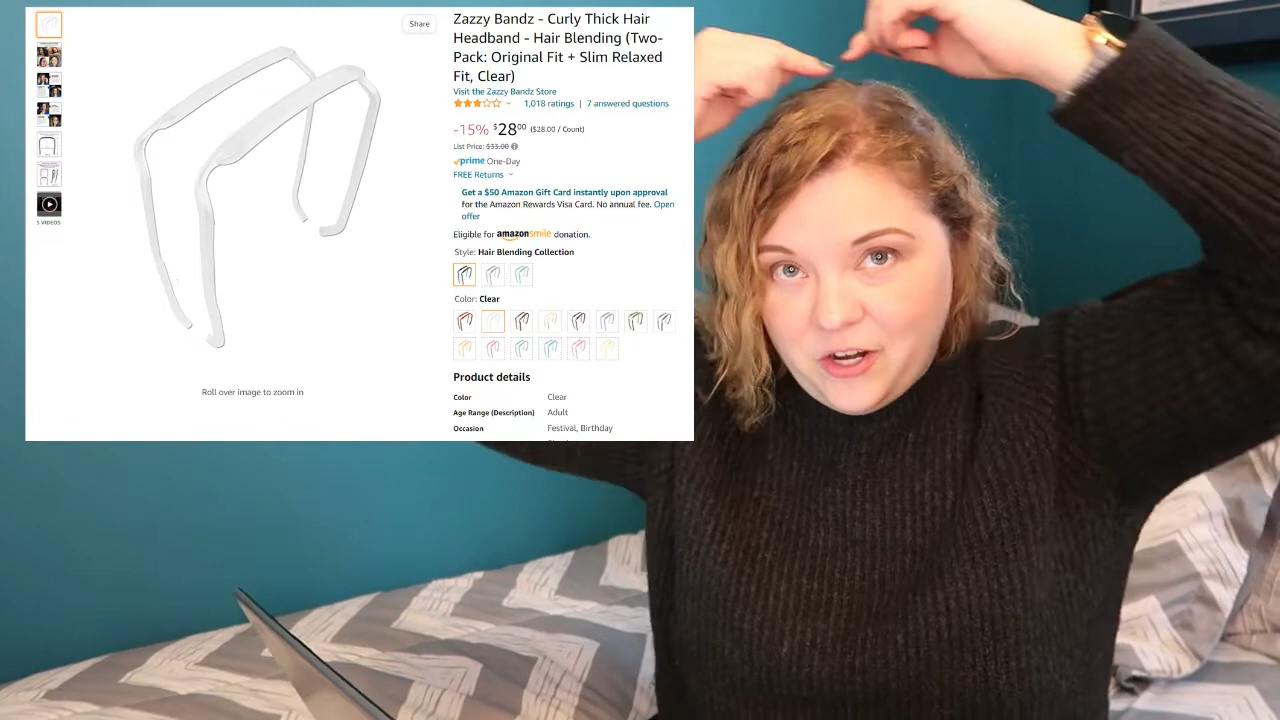 Share
5 VIDEOS
Roll over image to zoom in
Zazzy Bandz - Curly Thick Hair
Headband - Hair Blending (Two-
Pack: Original Fit + Slim Relaxed
Fit, Clear)
Visit the Zazzy Bandz Store
1,018 ratings | 7 answered questions
-15% $2800 ($28.00 / Count)
List Price: $33.00
prime One-Day
FREE Returns
Get a $50 Amazon Gift Card instantly upon approval
for the Amazon Rewards Visa Card. No annual fee. Open
offer
Eligible for amazonsmile donation.
Style: Hair Blending Collection
Color: Clear
Product details
Color Clear
Age Range (Description) Adult
Occasion Festival, Birthday